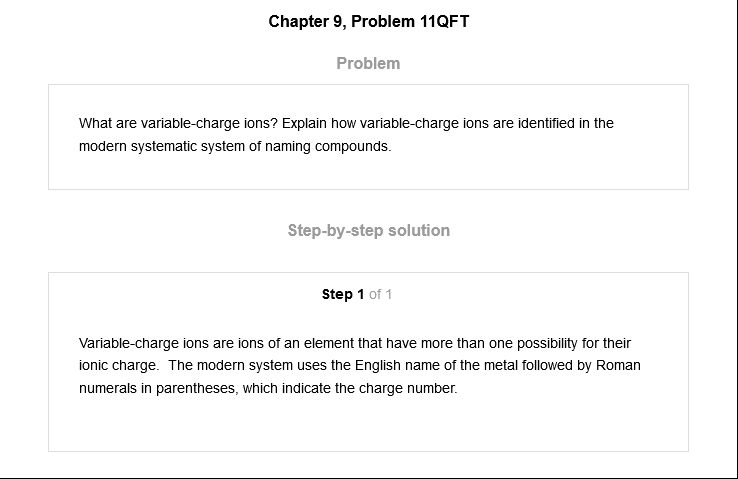 Chapter 9, Problem 11QFT
Problem
What are variable-charge ions? Explain how variable-charge ions are identified in the
modern systematic system of naming compounds.
Step-by-step solution
Step 1 of 1
Variable-charge ions are ions of an element that have more than one possibility for their
ionic charge.  The modern system uses the English name of the metal followed by Roman
numerals in parentheses, which indicate the charge number.